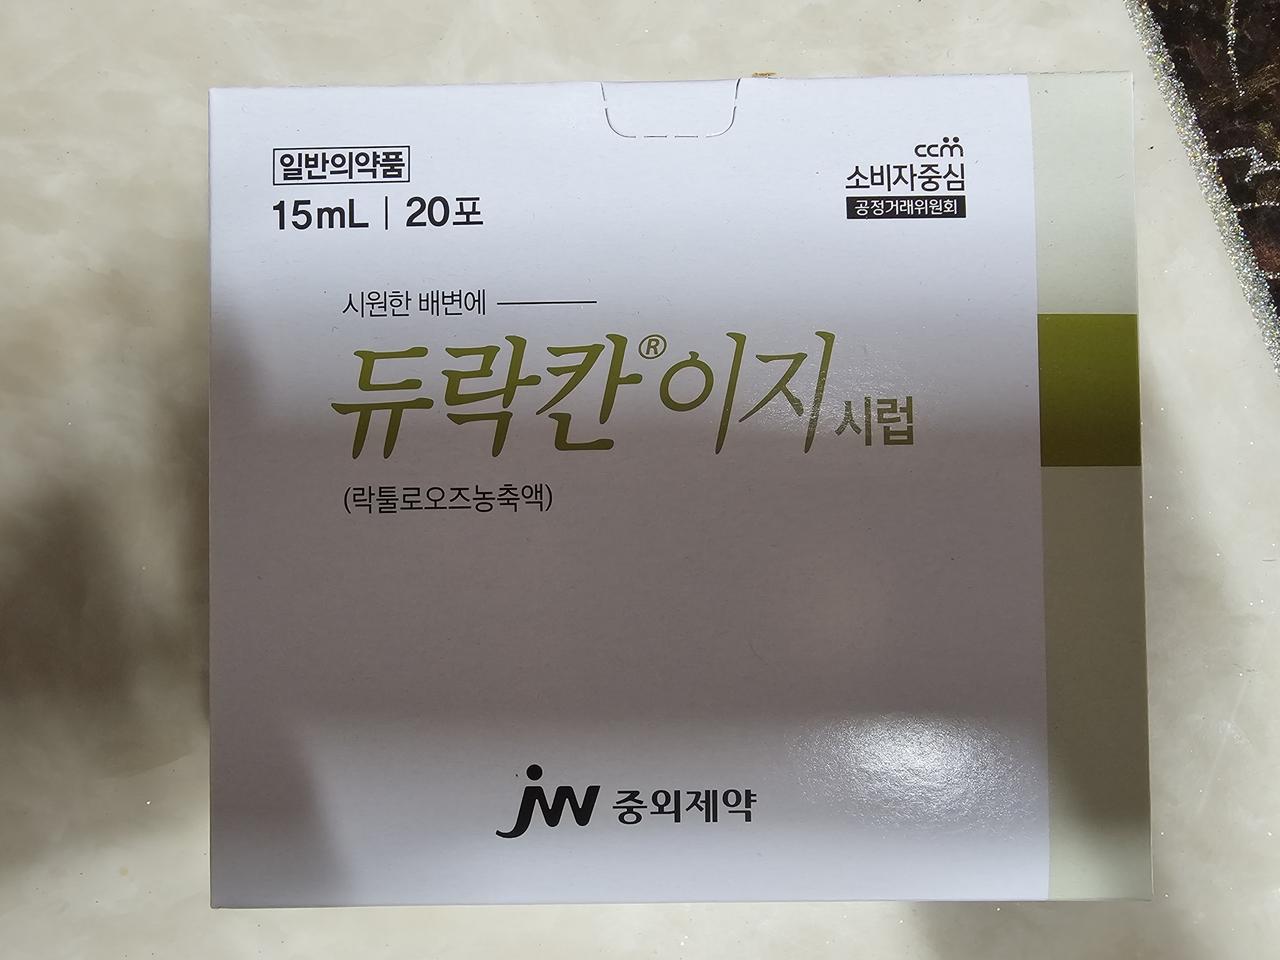 일반의약품
15mL | 20포
ccm
소비자중심
공정거래위원회
시원한 배변에
듀락칸®이지시럽
(락툴로오즈농축액)
jw 중외제약